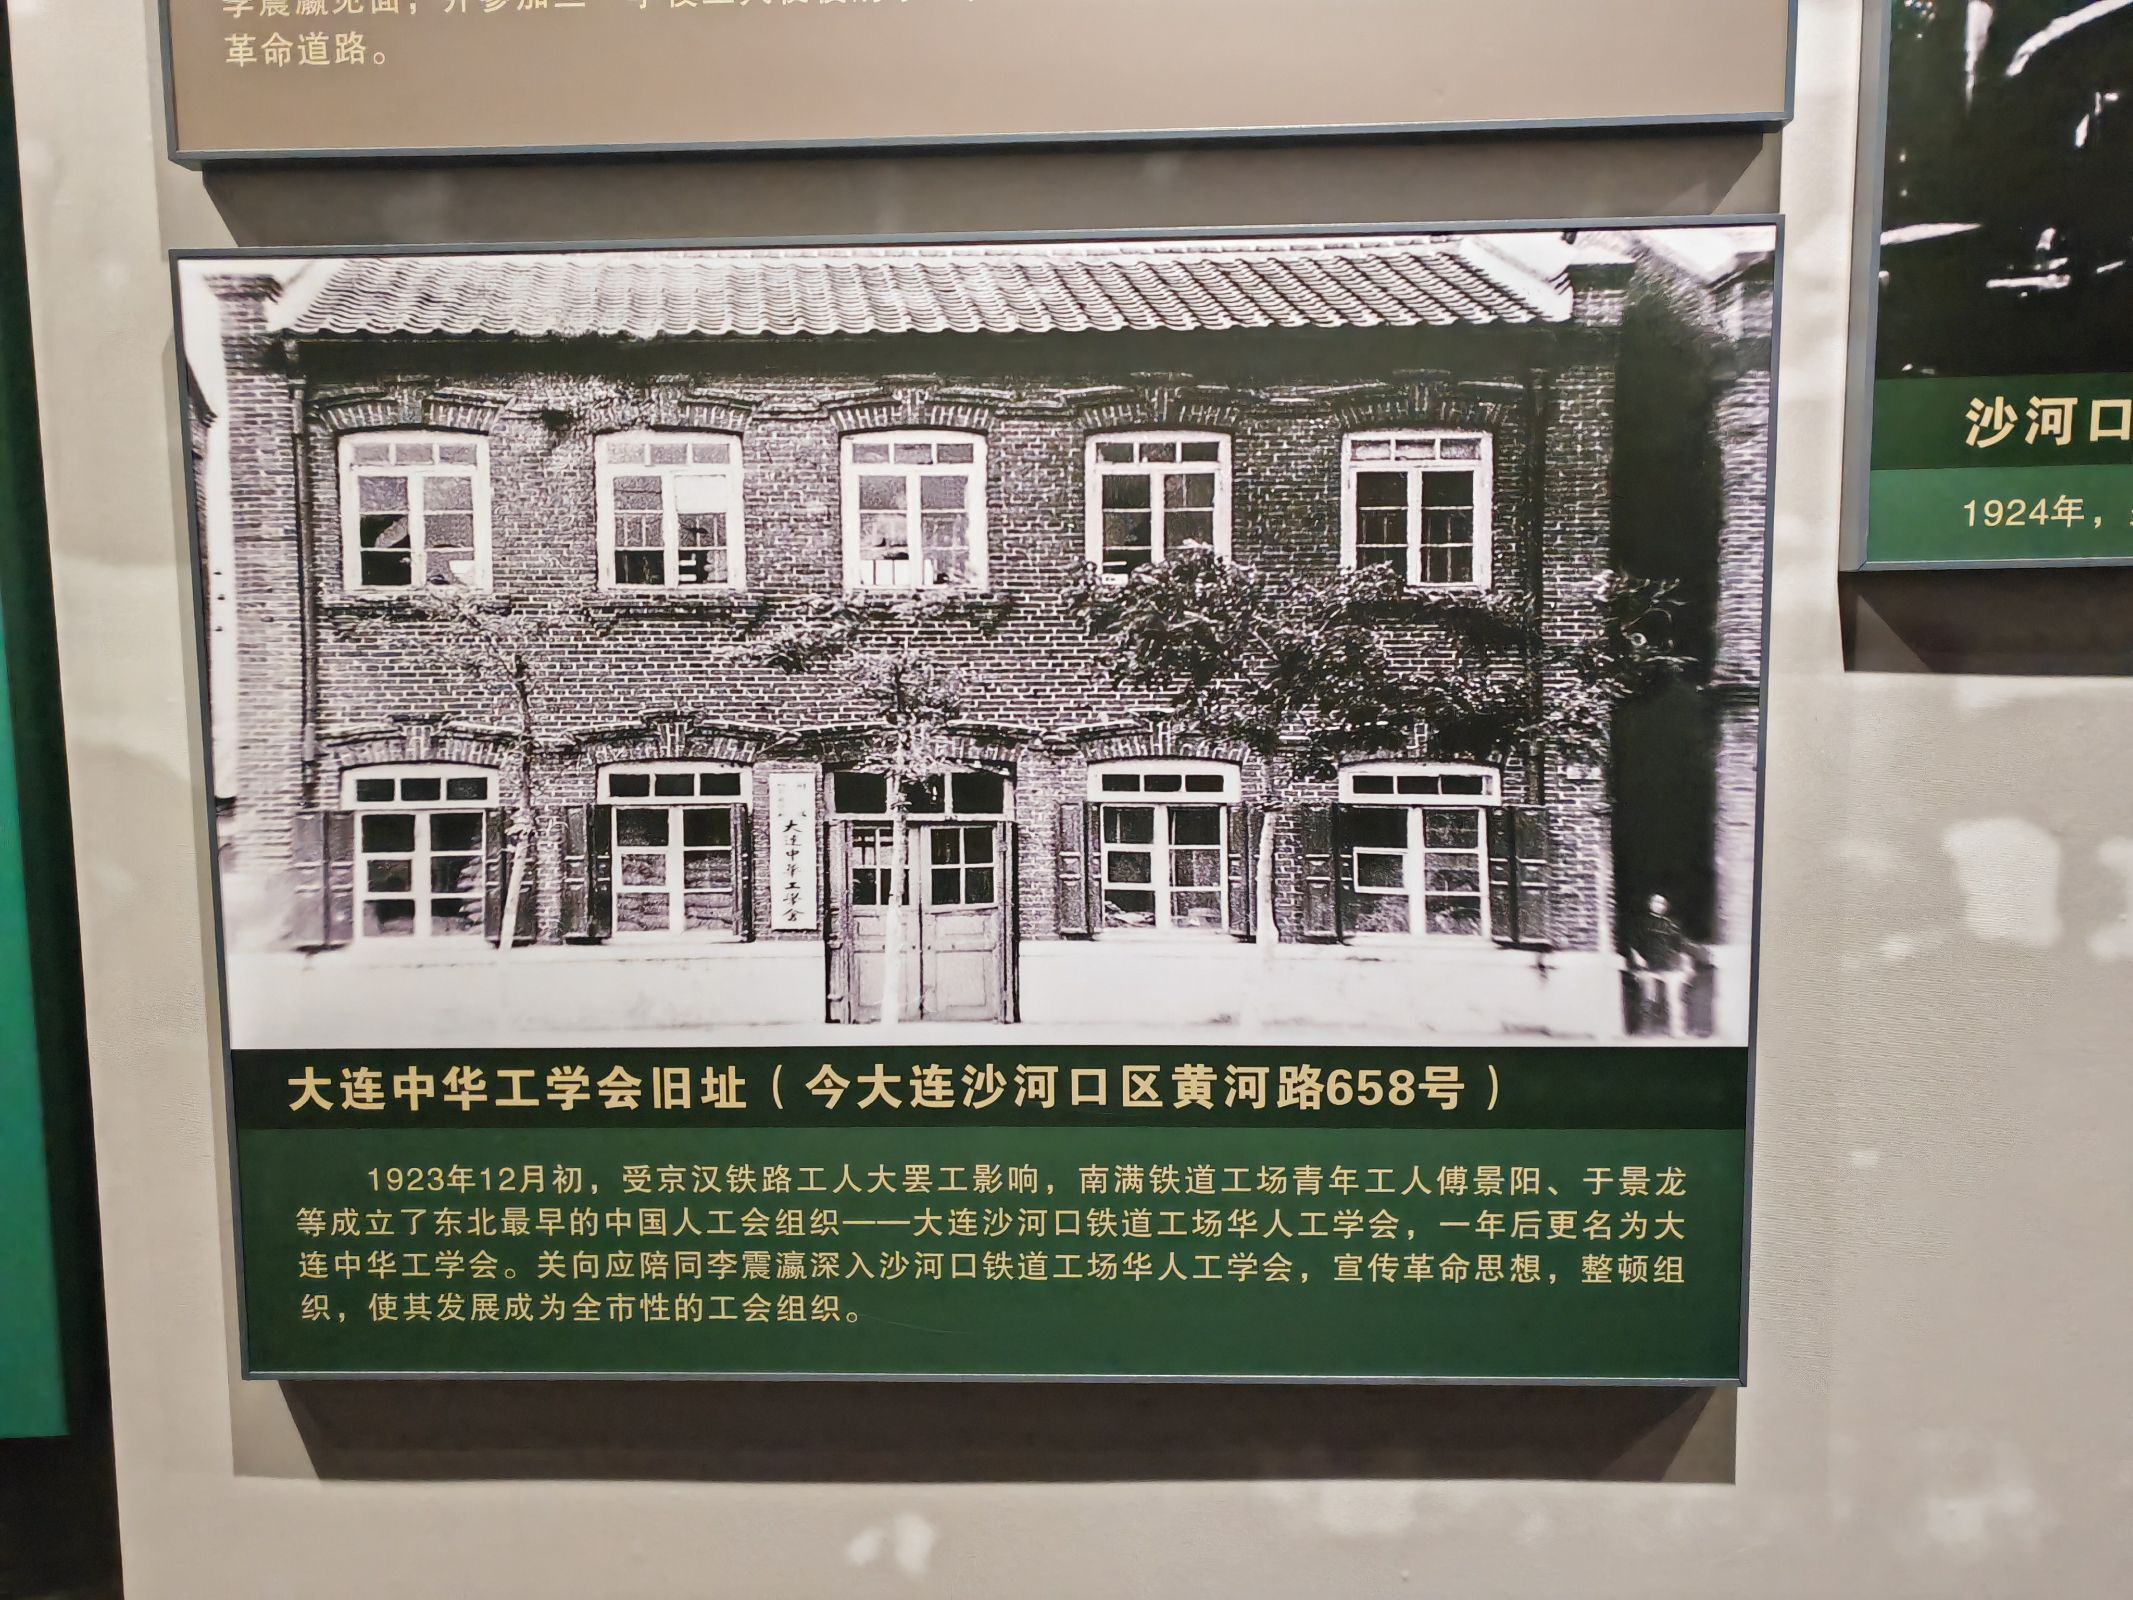 革命道路。
沙河口
1924年，
大连中华工学会
大连中华工学会旧址（今大连沙河口区黄河路658号）
1923年12月初，受京汉铁路工人大罢工影响，南满铁道工场青年工人傅景阳、于景龙
等成立了东北最早的中国人工会组织——大连沙河口铁道工场华人工学会，一年后更名为大
连中华工学会。关向应陪同李震瀛深入沙河口铁道工场华人工学会，宣传革命思想，整顿组
织，使其发展成为全市性的工会组织。